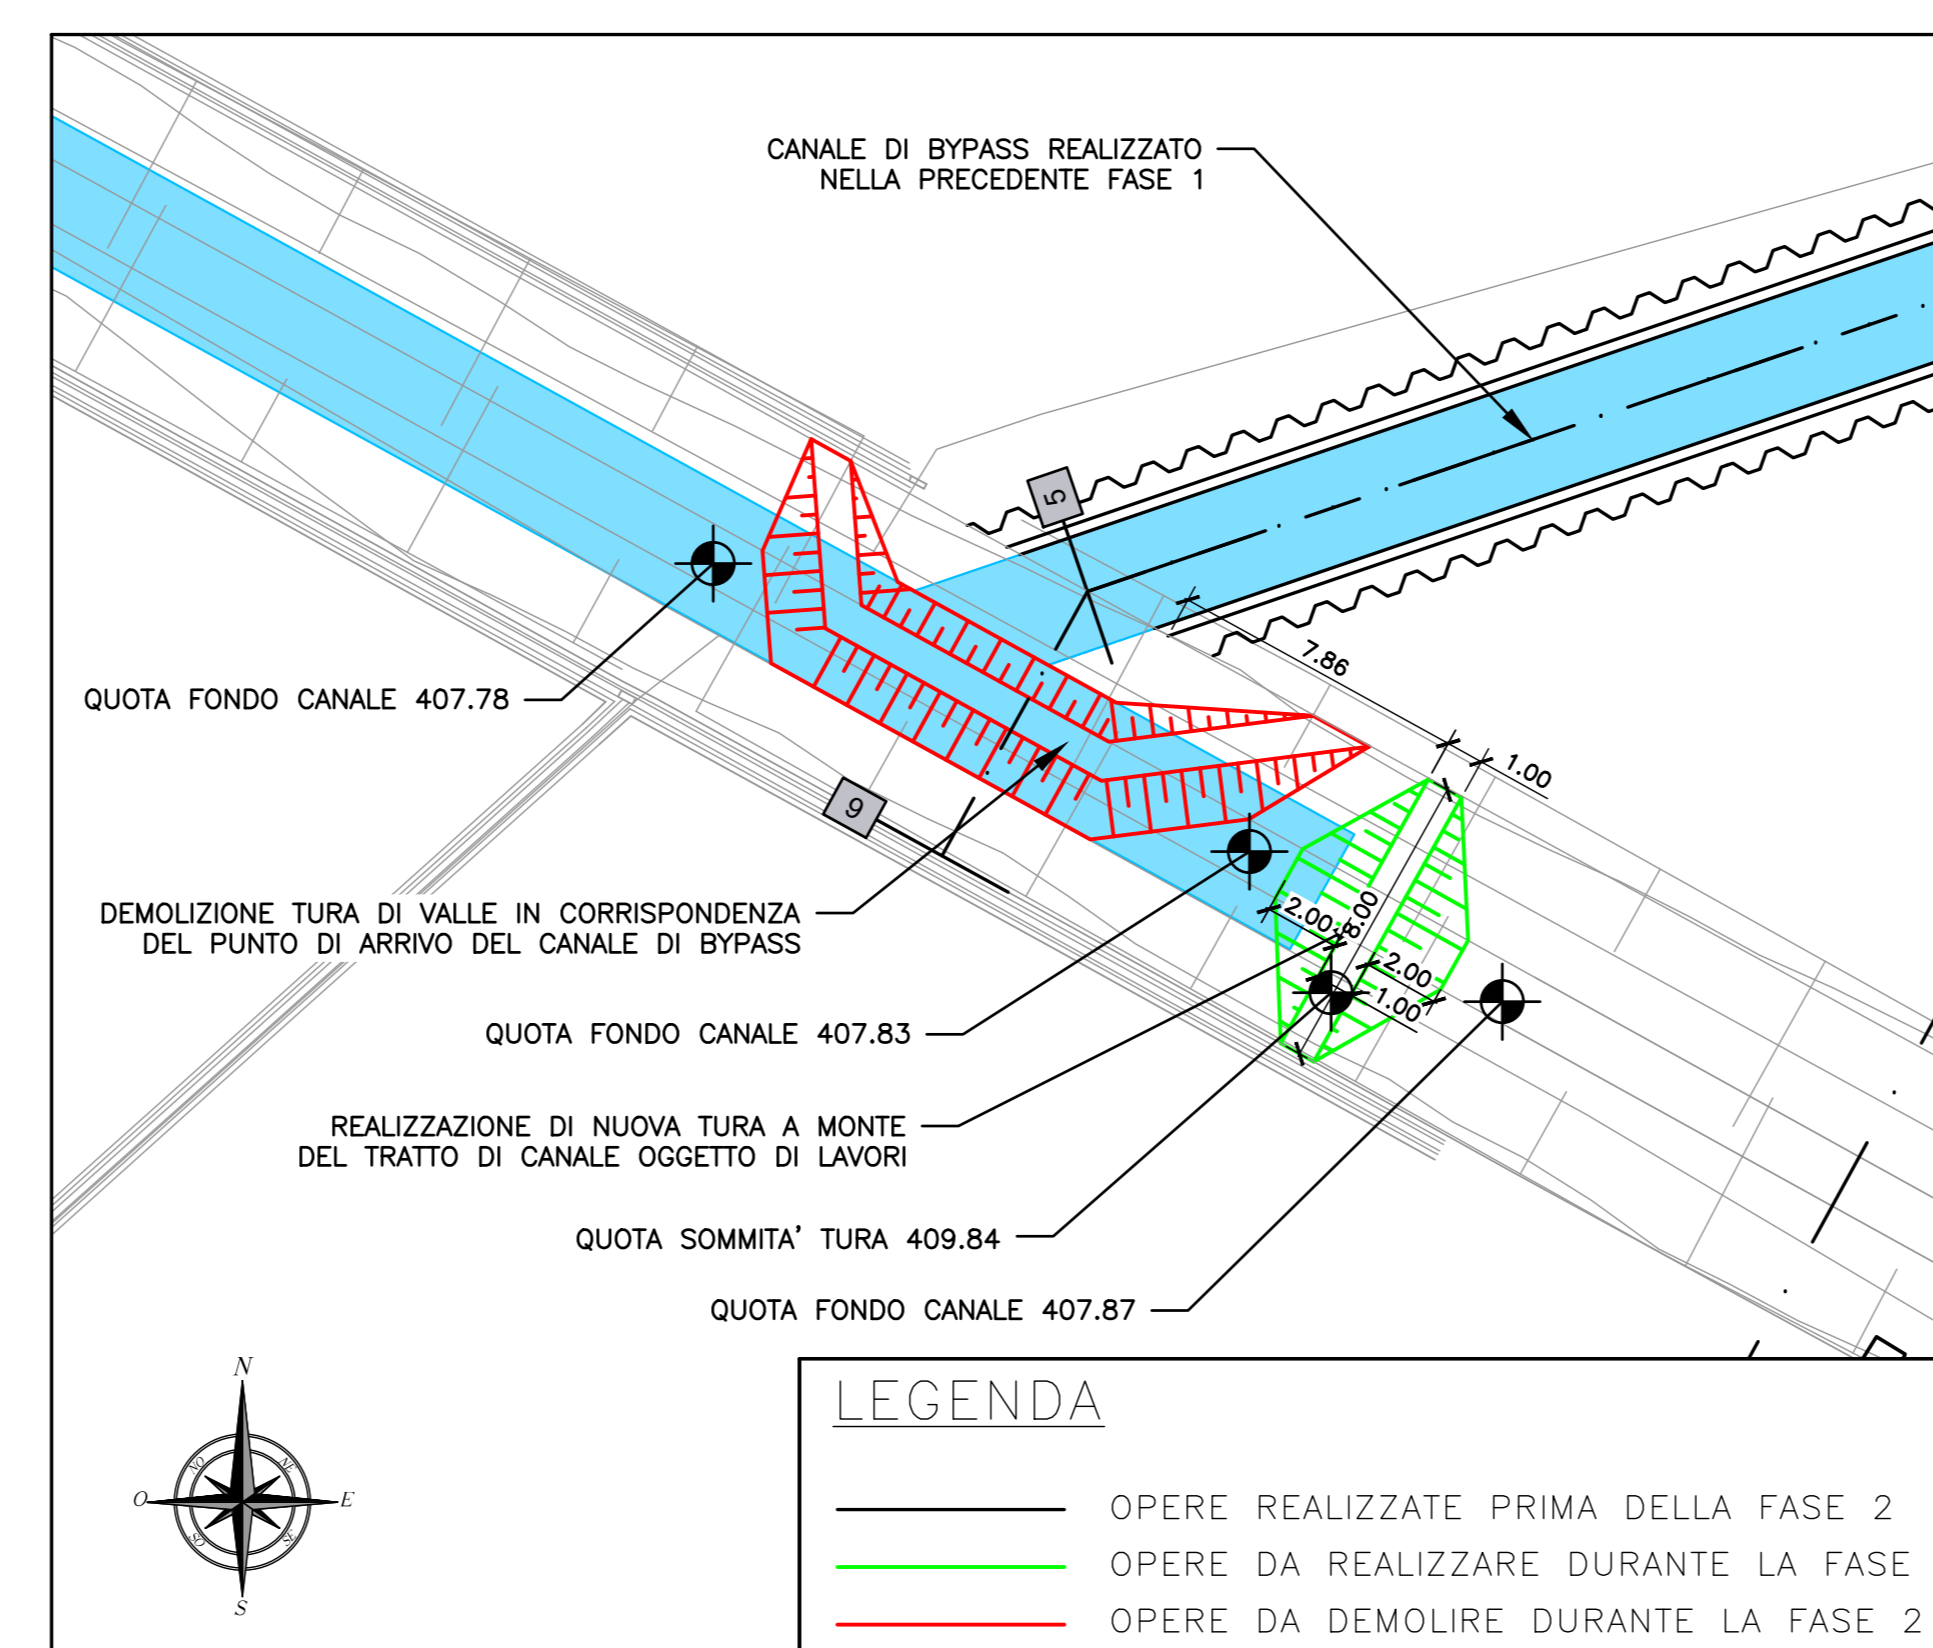 CANALE DI BYPASS REALIZZATO
NELLA PRECEDENTE FASE 1
5
7.86
1.00
QUOTA FONDO CANALE 407.78
9
DEMOLIZIONE TURA DI VALLE IN CORRISPONDENZA
DEL PUNTO DI ARRIVO DEL CANALE DI BYPASS
2.00
8.00
2.00
1.00
QUOTA FONDO CANALE 407.83
REALIZZAZIONE DI NUOVA TURA A MONTE
DEL TRATTO DI CANALE OGGETTO DI LAVORI
QUOTA SOMMITA' TURA 409.84
QUOTA FONDO CANALE 407.87
N
NO
NE
O
E
SO
SE
S
LEGENDA
OPERE REALIZZATE PRIMA DELLA FASE 2
OPERE DA REALIZZARE DURANTE LA FASE
OPERE DA DEMOLIRE DURANTE LA FASE 2